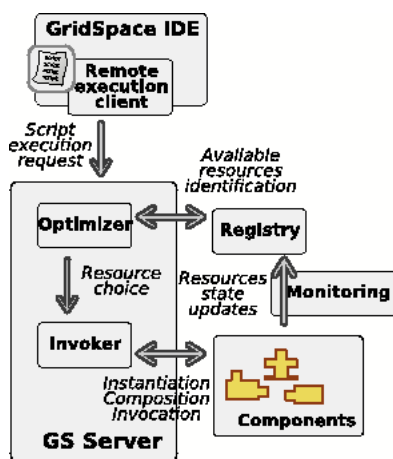 GridSpace IDE
Remote
execution
client
Script
execution
request
Available
resources
identification
Optimizer
Registry
Resource
choice
Resources
state
updates
Monitoring
Invoker
Instantiation
Composition
Invocation
Components
GS Server